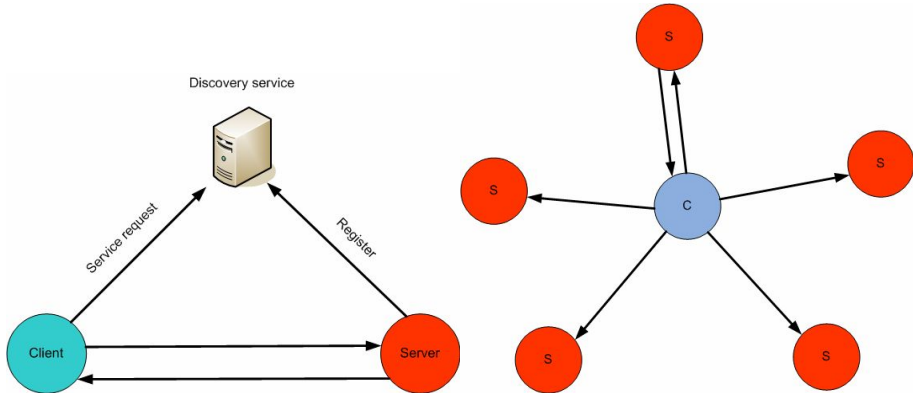 Discovery service
Service request
Register
Client
Server
S
S
S
C
S
S